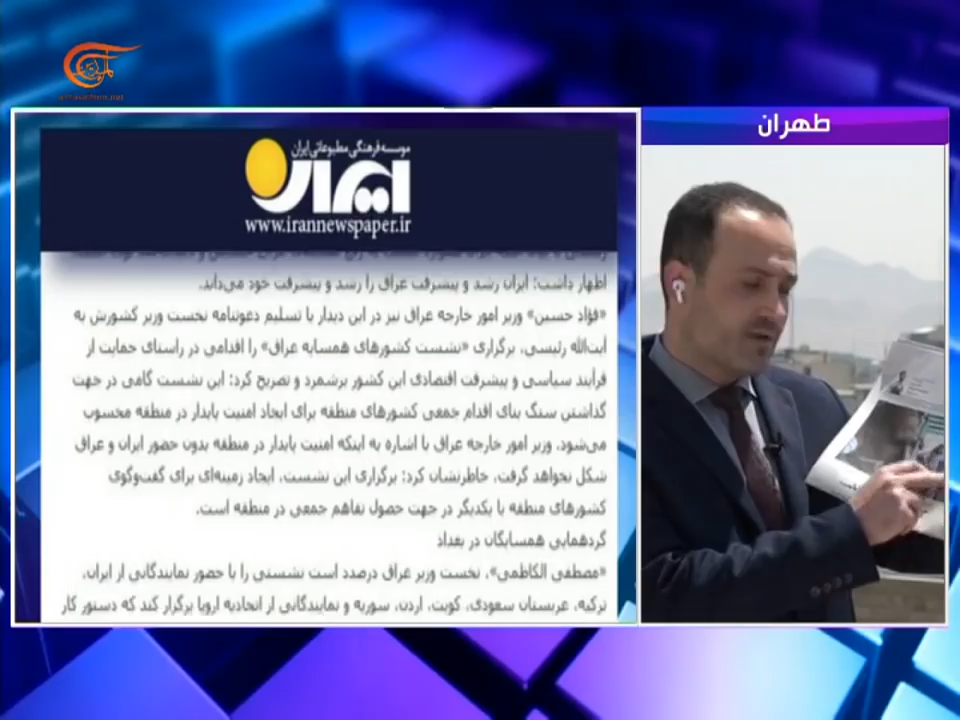 الميادين
طهران
موسسه فرهنگی مطبوعاتی ایران
ایران
www.irannewspaper.ir
اظهار داشت: ایران رشد و پیشرفت عراق را رشد و پیشرفت خود می‌داند.
«فؤاد حسین» وزیر امور خارجه عراق نیز در این دیدار با تسلیم دعوتنامه نخست وزیر کشورش به
آیت‌الله رئیسی، برگزاری «نشست کشورهای همسایه عراق» را اقدامی در راستای حمایت از
فرآیند سیاسی و پیشرفت اقتصادی این کشور برشمرد و تصریح کرد: این نشست گامی در جهت
گذاشتن سنگ بنای اقدام جمعی کشورهای منطقه برای ایجاد امنیت پایدار در منطقه محسوب
می‌شود. وزیر امور خارجه عراق با اشاره به اینکه امنیت پایدار در منطقه بدون حضور ایران و عراق
شکل نخواهد گرفت، خاطرنشان کرد: برگزاری این نشست، ایجاد زمینه‌ای برای گفت‌وگوی
کشورهای منطقه با یکدیگر در جهت حصول تفاهم جمعی در منطقه است.
گردهمایی همسایگان در بغداد
«مصطفی الکاظمی»، نخست وزیر عراق درصدد است نشستی را با حضور نمایندگانی از ایران،
ترکیه، عربستان سعودی، کویت، اردن، سوریه و نمایندگانی از اتحادیه اروپا برگزار کند که دستور کار